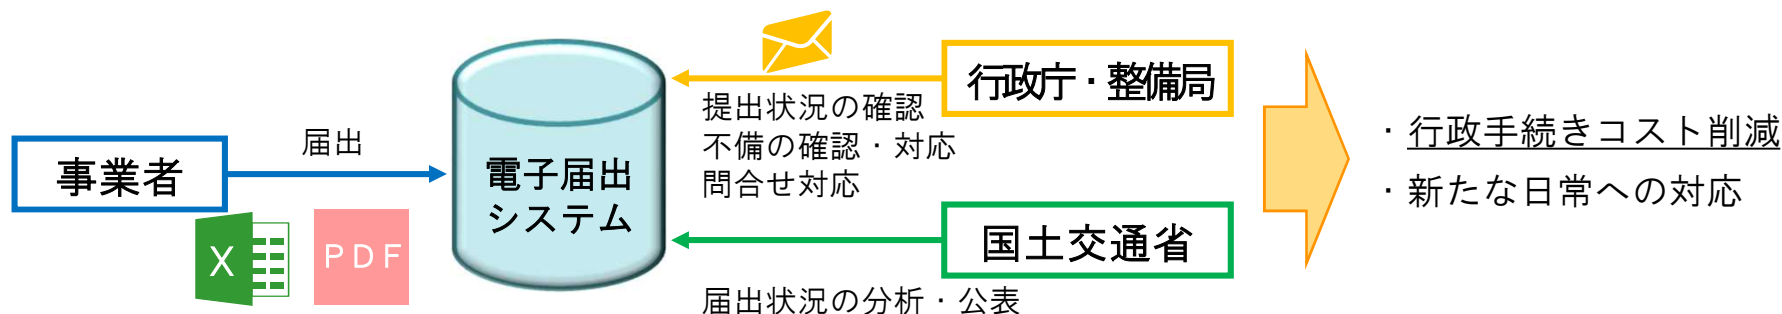 事業者
届出
X
PDF
電子届出
システム
行政庁・整備局
提出状況の確認
不備の確認・対応
問合せ対応
国土交通省
届出状況の分析・公表
・行政手続きコスト削減
・新たな日常への対応